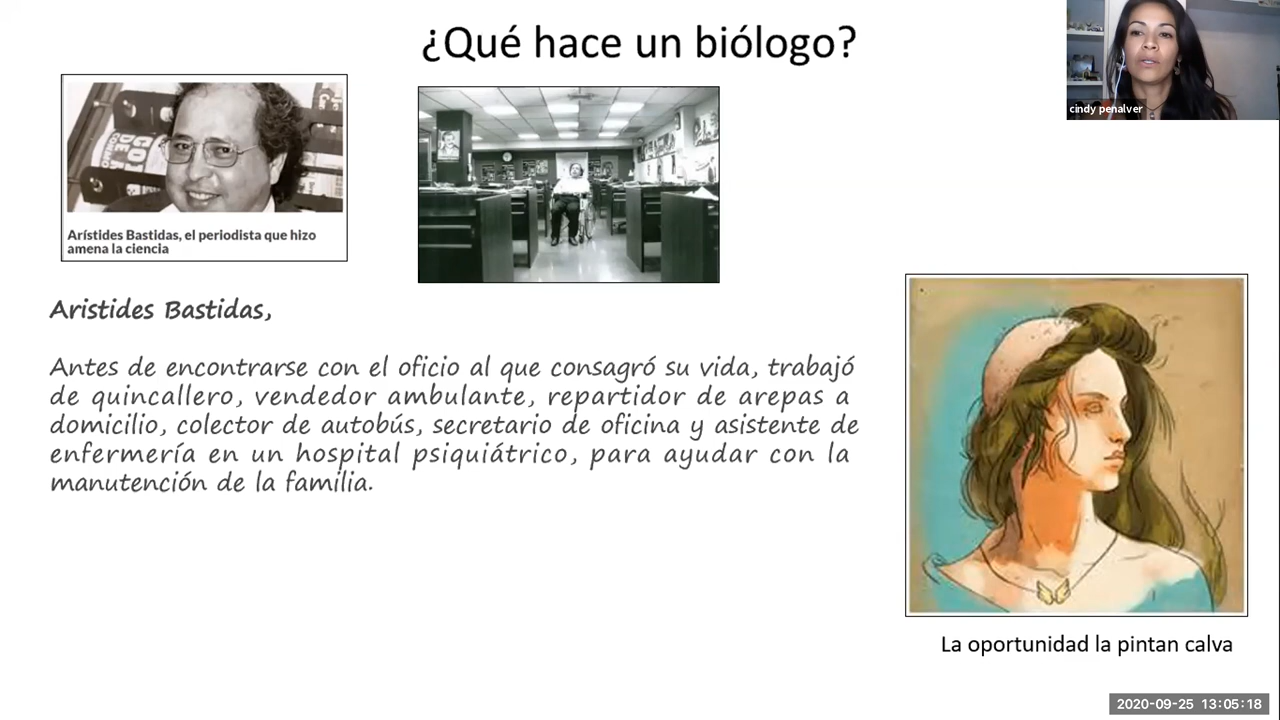 ¿Qué hace un biólogo?
cindy penalver
Arístides Bastidas, el periodista que hizo
amena la ciencia
Aristides Bastidas,
Antes de encontrarse con el oficio al que consagró su vida, trabajó
de quincallero, vendedor ambulante, repartidor de arepas a
domicilio, colector de autobús, secretario de oficina y asistente de
enfermería en un hospital psiquiátrico, para ayudar con la
manutención de la familia.
La oportunidad la pintan calva
2020-09-25 13:05:18